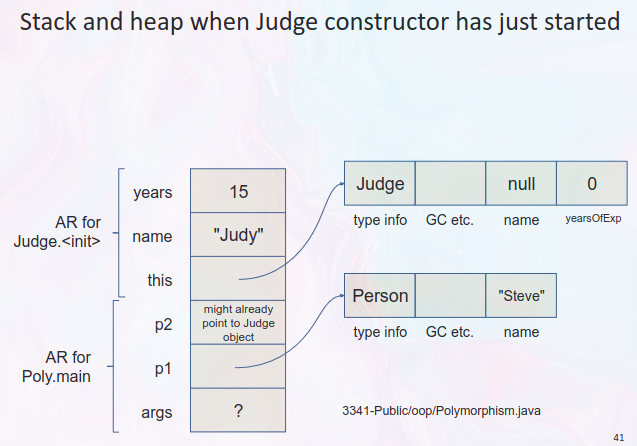 Stack and heap when Judge constructor has just started
years
15
AR for
Judge.<init>
name
"Judy"
this
p2
might already
point to Judge
object
AR for
Poly.main
p1
args
?
Judge
null
0
type info
GC etc.
name
yearsOfExp
Person
"Steve"
type info
GC etc.
name
3341-Public/oop/Polymorphism.java
41